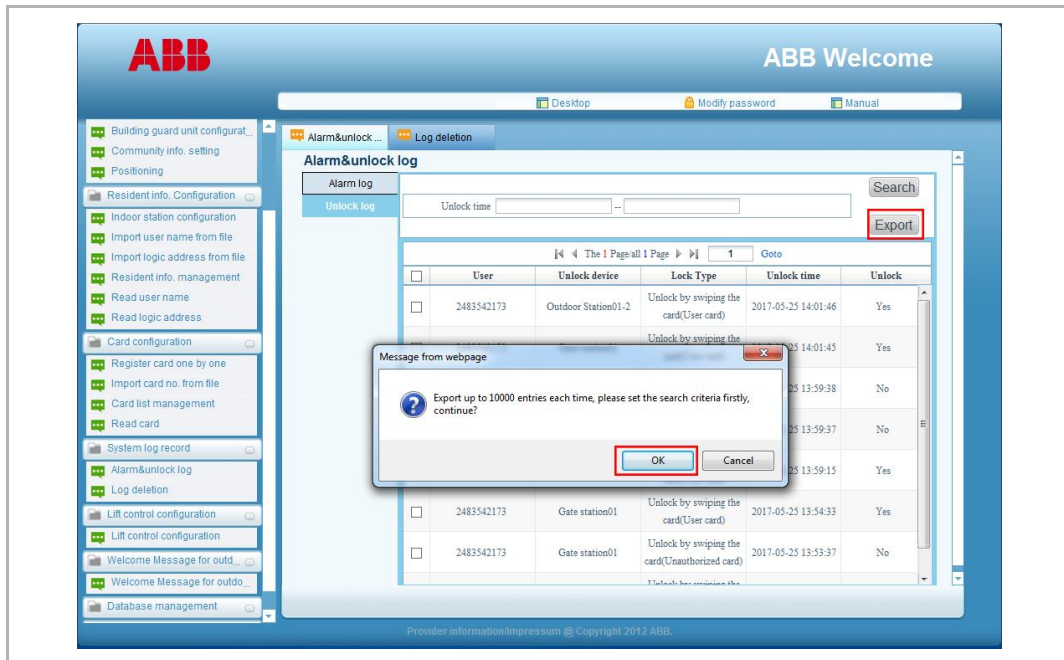 ABB
ABB Welcome
Desktop
Modify password
Manual
Building guard unit configurat...
Community info. setting
Positioning
Resident info. Configuration
Indoor station configuration
Import user name from file
Import logic address from file
Resident info. management
Read user name
Read logic address
Card configuration
Register card one by one
Import card no. from file
Card list management
Read card
System log record
Alarm&unlock log
Log deletion
Lift control configuration
Lift control configuration
Welcome Message for outd...
Welcome Message for outdo...
Database management
Alarm&unlock ...
Log deletion
Alarm&unlock log
Alarm log
Unlock log
Unlock time --
Search
Export
The 1 Page/all 1 Page 1 Goto
User Unlock device Lock Type Unlock time Unlock
2483542173 Outdoor Station01-2 Unlock by swiping the card(User card) 2017-05-25 14:01:46 Yes
Unlock by swiping the 25 14:01:45 Yes
25 13:59:38 No
25 13:59:37 No
25 13:59:15 Yes
2483542173 Gate station01 Unlock by swiping the card(User card) 2017-05-25 13:54:33 Yes
2483542173 Gate station01 Unlock by swiping the card(Unauthorized card) 2017-05-25 13:53:37 No
Message from webpage
Export up to 10000 entries each time, please set the search criteria firstly,
continue?
OK
Cancel
Provider information/Impressum @ Copyright 2012 ABB.